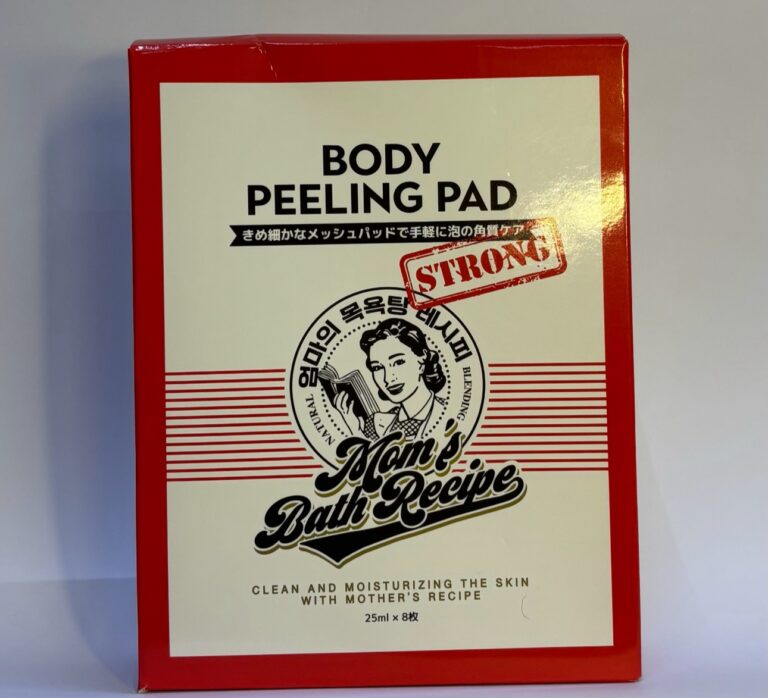 BODY
PEELING PAD
きめ細かなメッシュパッドで手軽に泡の角質ケア
STRONG
엄마의 목욕탕 레시피
NATURAL
BLENDING
Mom's
Bath Recipe
CLEAN AND MOISTURIZING THE SKIN
WITH MOTHER'S RECIPE
25ml × 8枚